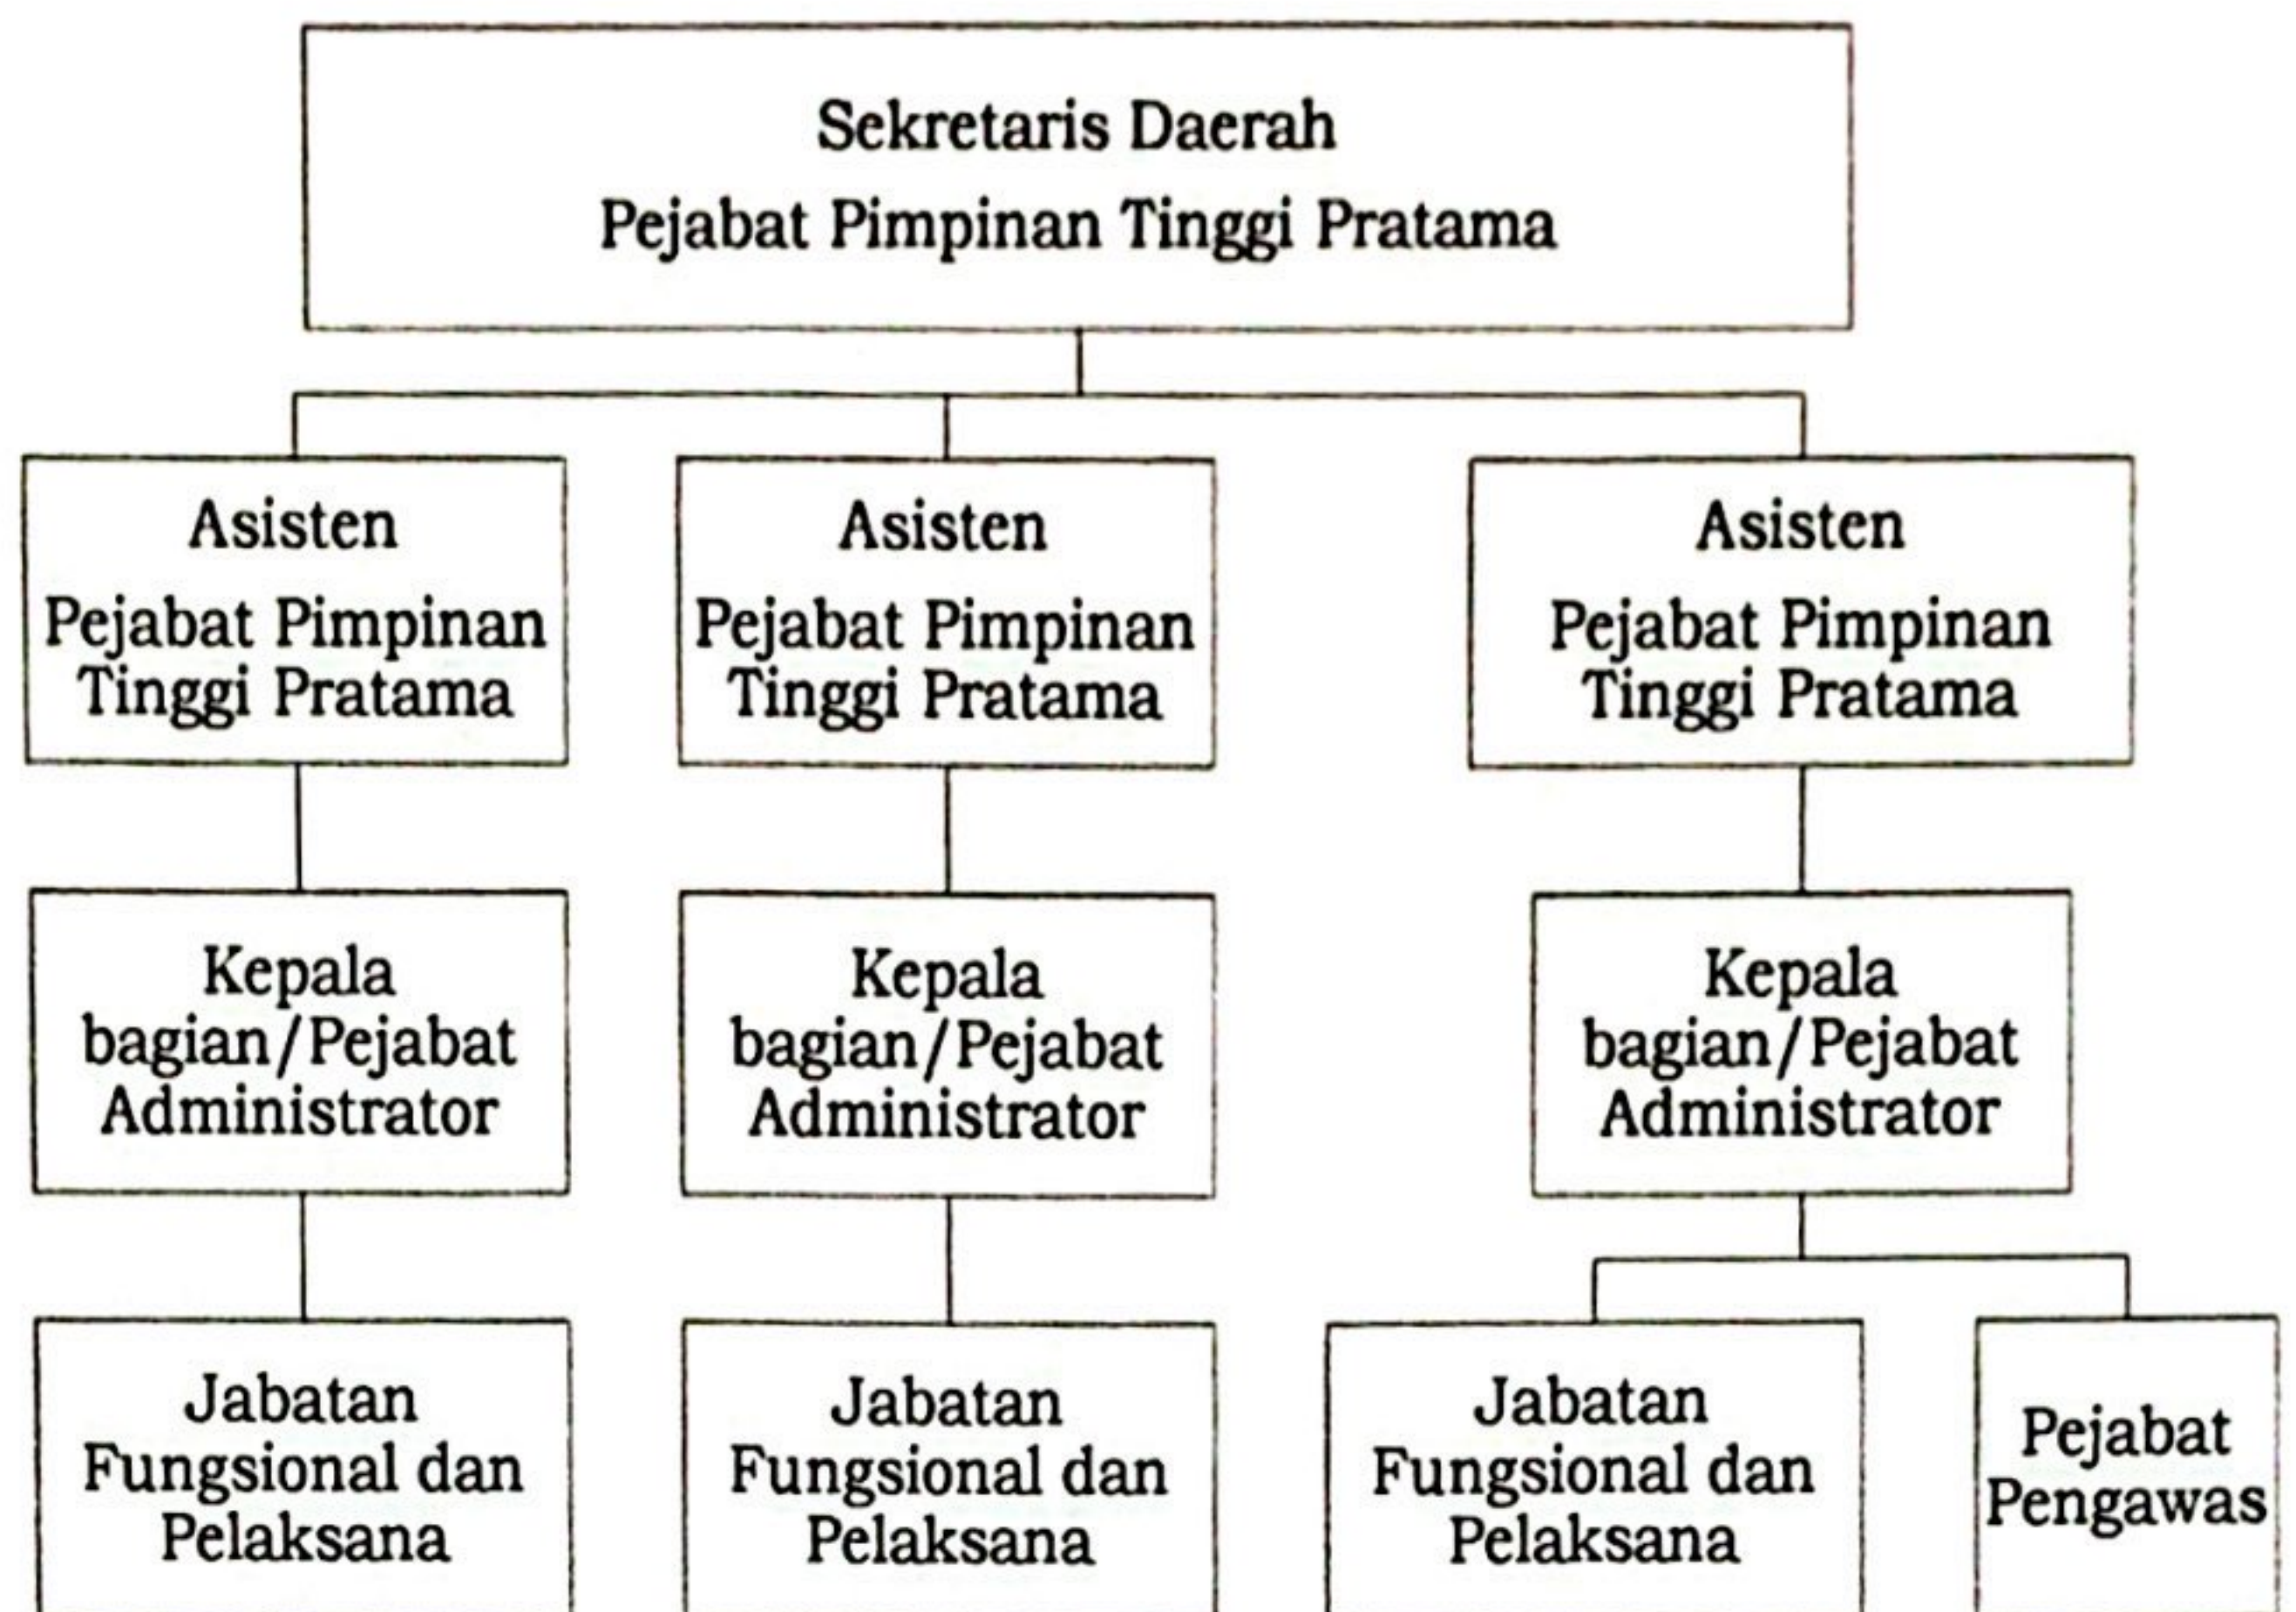 Sekretaris Daerah
Pejabat Pimpinan Tinggi Pratama
Asisten
Pejabat Pimpinan
Tinggi Pratama
Asisten
Pejabat Pimpinan
Tinggi Pratama
Asisten
Pejabat Pimpinan
Tinggi Pratama
Kepala
bagian/Pejabat
Administrator
Kepala
bagian/Pejabat
Administrator
Kepala
bagian/Pejabat
Administrator
Jabatan
Fungsional dan
Pelaksana
Jabatan
Fungsional dan
Pelaksana
Jabatan
Fungsional dan
Pelaksana
Pejabat
Pengawas